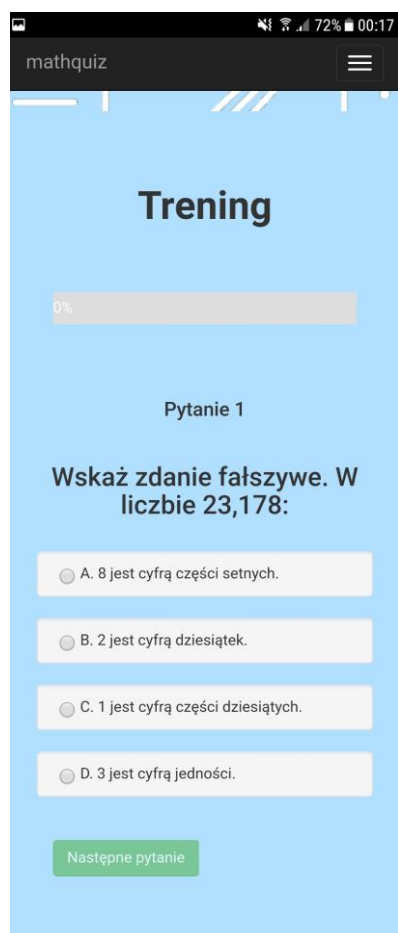 72% 00:17
mathquiz
Trening
0%
Pytanie 1
Wskaż zdanie fałszywe. W
liczbie 23,178:
A. 8 jest cyfrą części setnych.
B. 2 jest cyfrą dziesiątek.
C. 1 jest cyfrą części dziesiątych.
D. 3 jest cyfrą jedności.
Następne pytanie